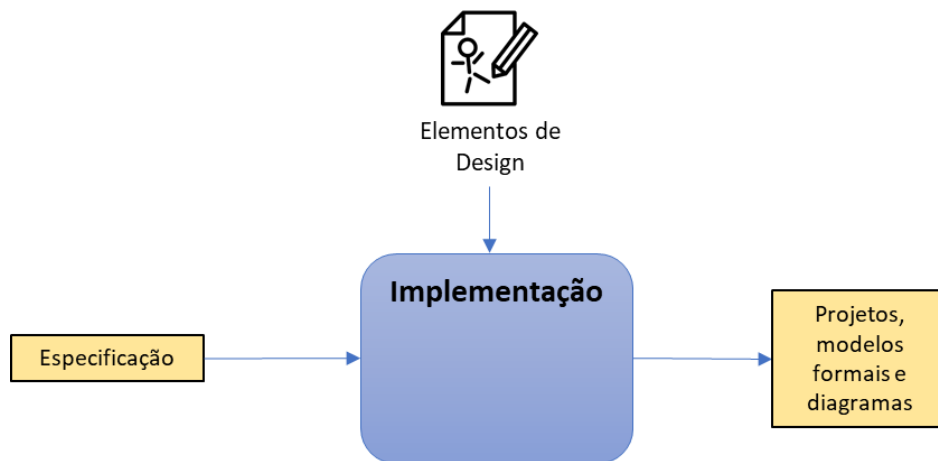 Elementos de
Design
Implementação
Especificação
Projetos,
modelos
formais e
diagramas